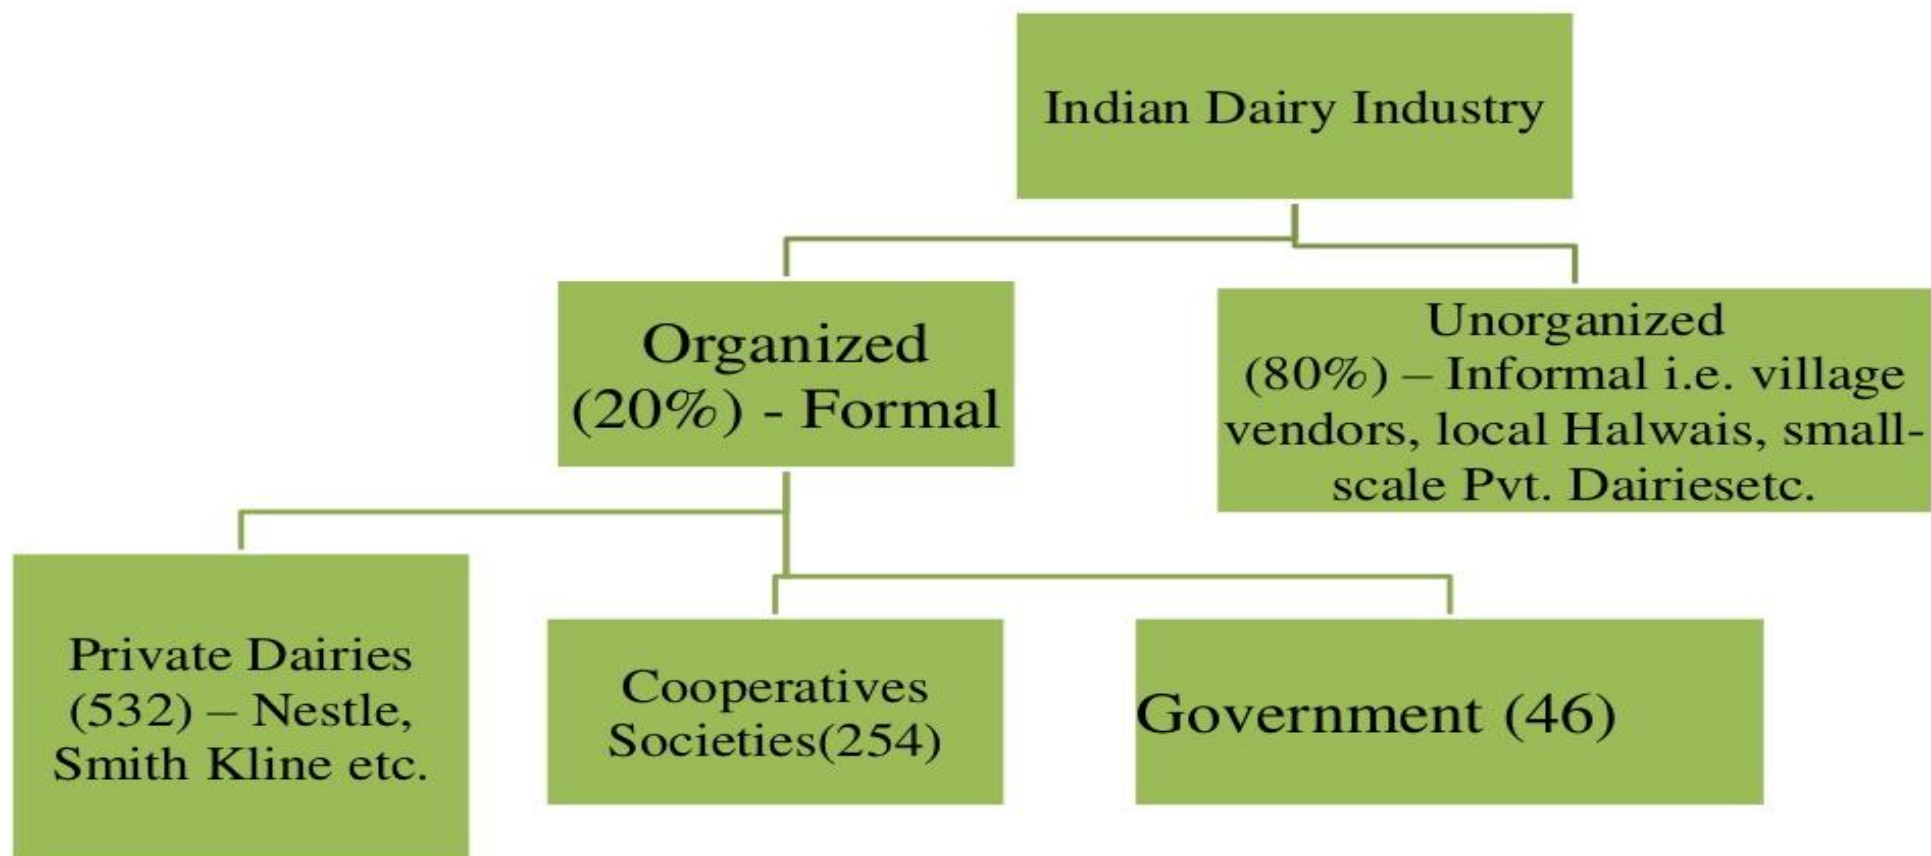 Indian Dairy Industry
Organized
(20%) - Formal
Unorganized
(80%) – Informal i.e. village
vendors, local Halwais, small-
scale Pvt. Dairiesetc.
Private Dairies
(532) – Nestle,
Smith Kline etc.
Cooperatives
Societies(254)
Government (46)